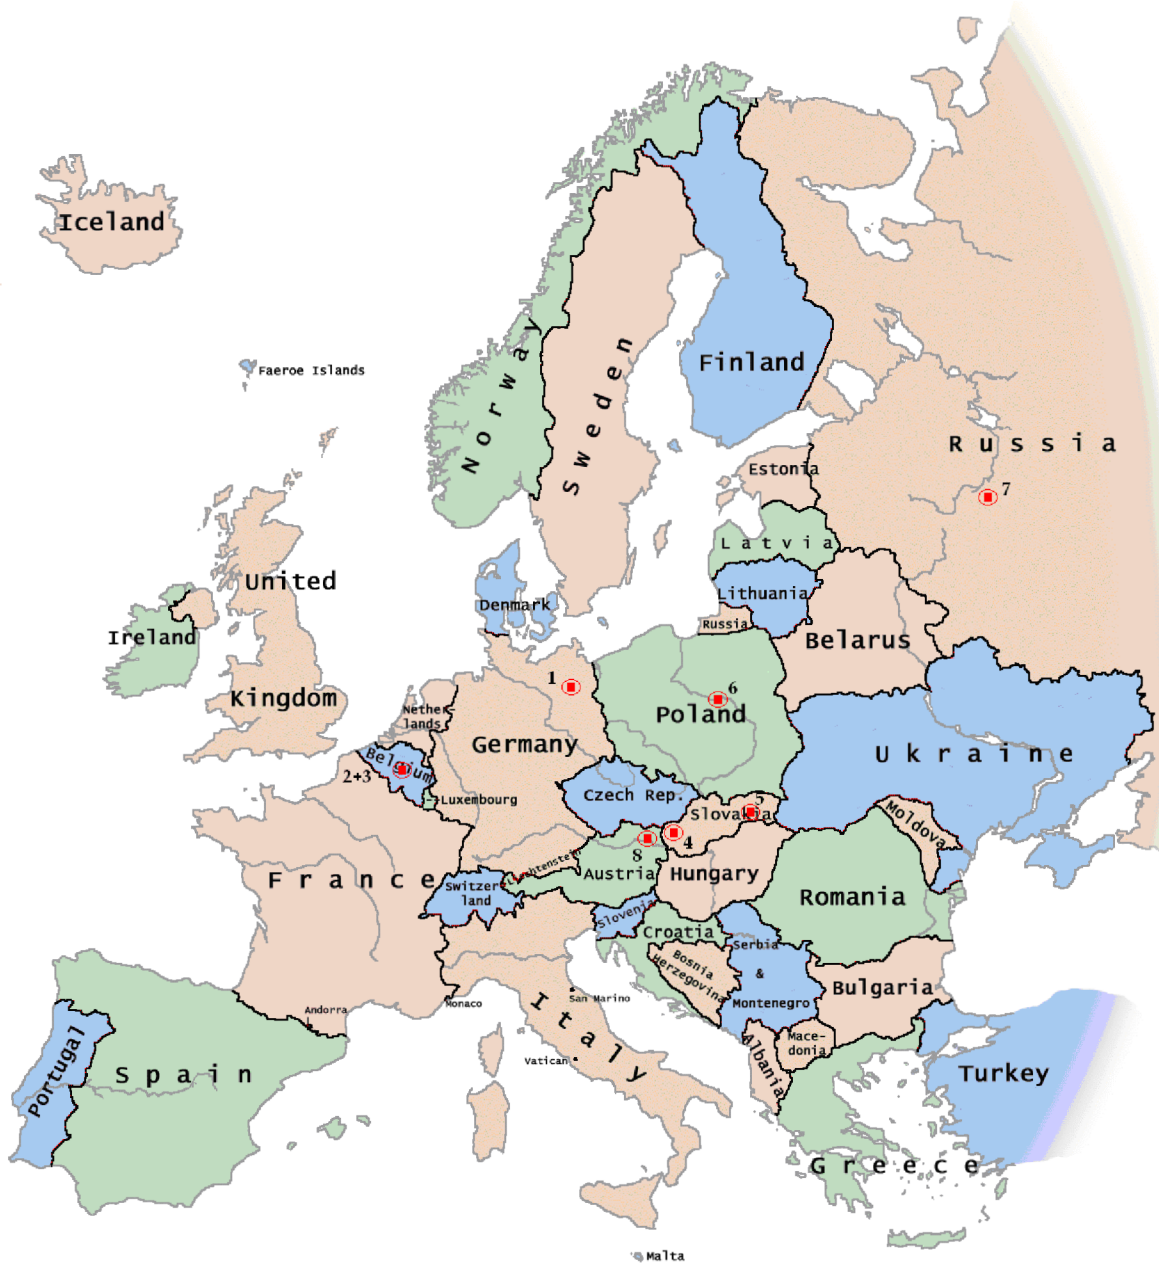 Iceland
Faeroe Islands
Norway
Sweden
Finland
Russia
7
Estonia
Latvia
Lithuania
Russia
Belarus
United
Kingdom
Ireland
Denmark
1
Nether-
lands
Germany
6
Poland
Ukraine
Belgium
2+3
Luxembourg
Czech Rep.
5
Slovakia
4
8
Moldova
France
Switzer-
land
Liechtenstein
Austria
Hungary
Romania
Slovenia
Croatia
Bosnia
Herzegovina
Serbia
&
Montenegro
Bulgaria
Monaco
San Marino
Andorra
Italy
Vatican
Albania
Mace-
donia
Portugal
Spain
Turkey
Greece
Malta